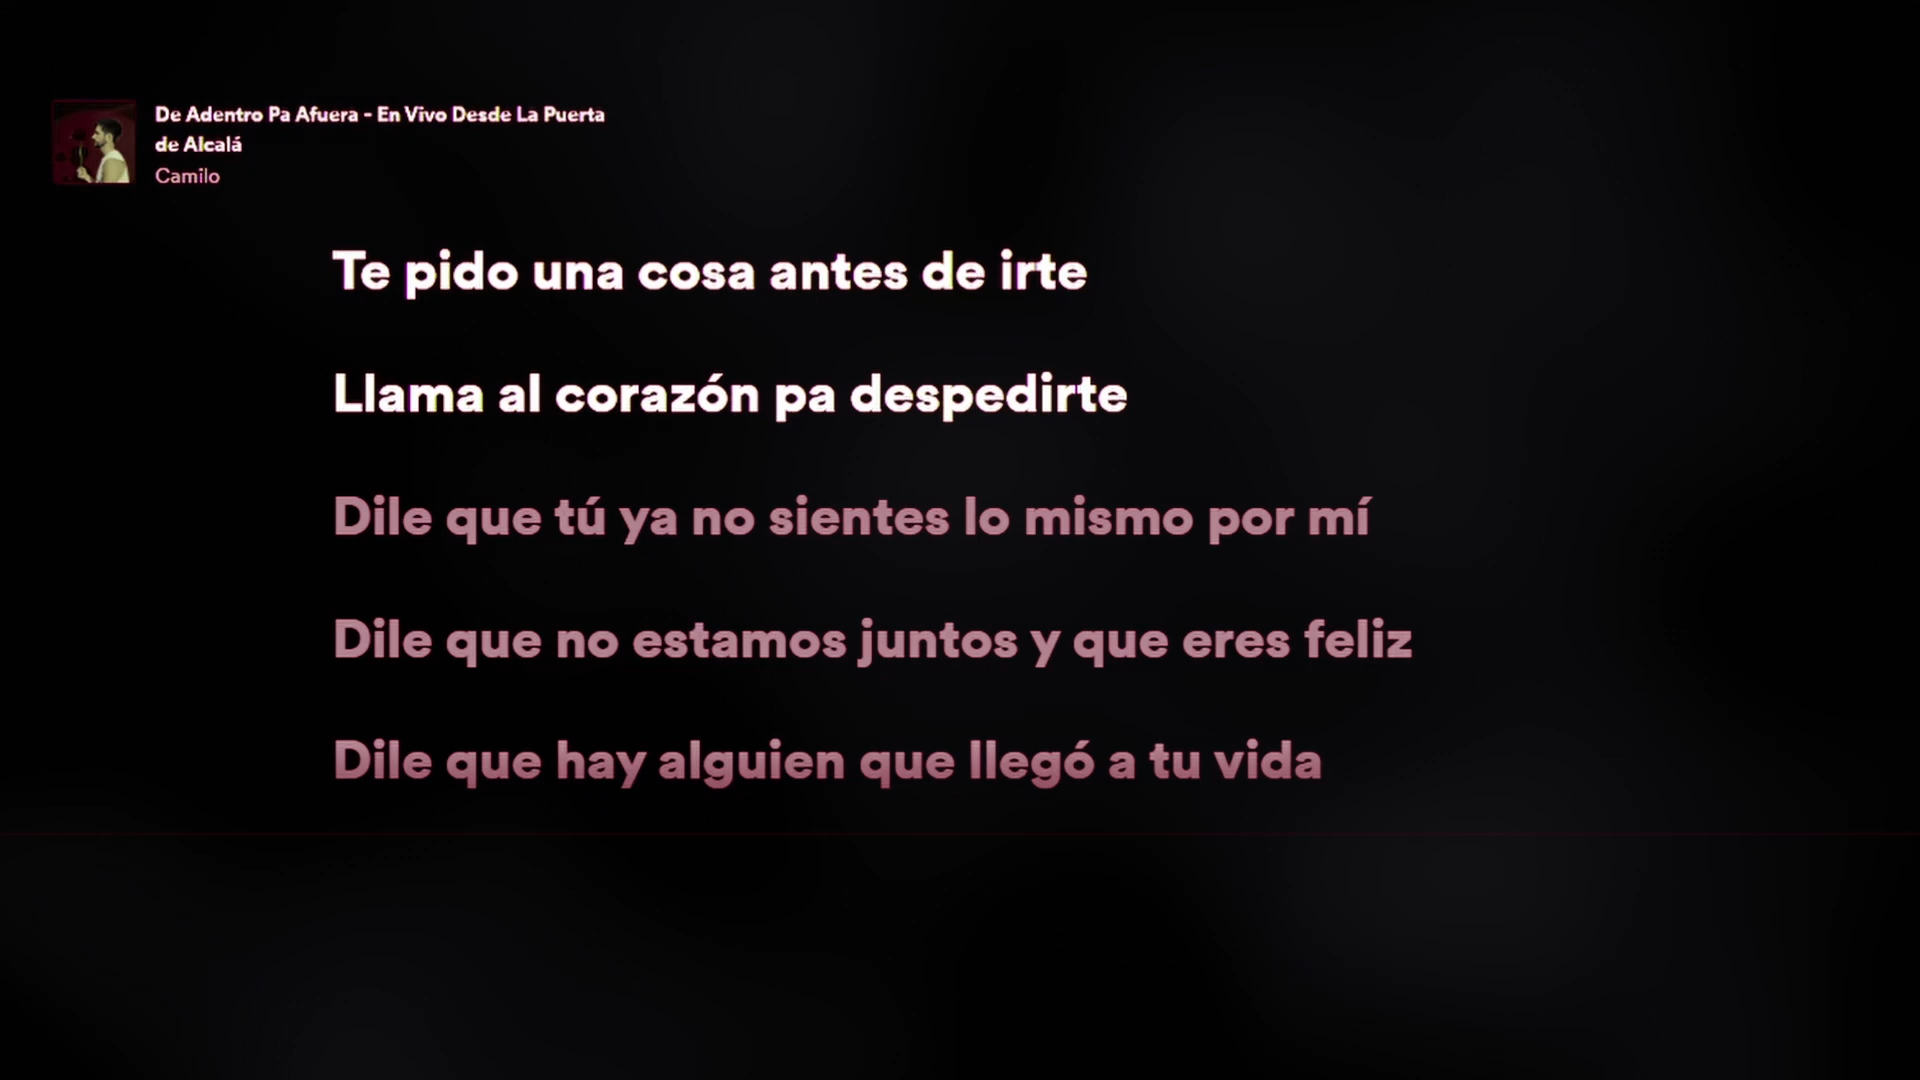 De Adentro Pa Afuera - En Vivo Desde La Puerta
de Alcalá
Camilo
Te pido una cosa antes de irte
Llama al corazón pa despedirte
Dile que tú ya no sientes lo mismo por mí
Dile que no estamos juntos y que eres feliz
Dile que hay alguien que llegó a tu vida